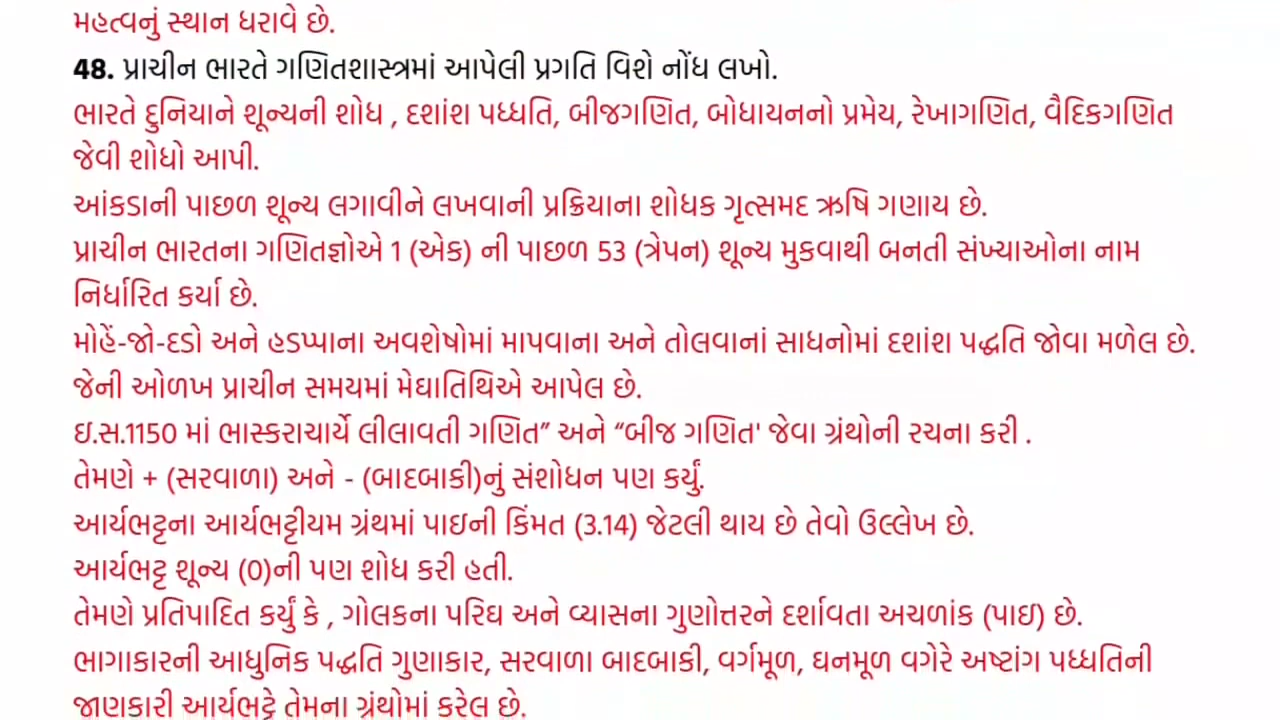 મહત્વનું સ્થાન ધરાવે છે.
48. પ્રાચીન ભારતે ગણિતશાસ્ત્રમાં આપેલી પ્રગતિ વિશે નોંધ લખો.
ભારતે દુનિયાને શૂન્યની શોધ , દશાંશ પધ્ધતિ, બીજગણિત, બોધાયનનો પ્રમેય, રેખાગણિત, વૈદિકગણિત
જેવી શોધો આપી.
આંકડાની પાછળ શૂન્ય લગાવીને લખવાની પ્રક્રિયાના શોધક ગૃત્સમદ ઋષિ ગણાય છે.
પ્રાચીન ભારતના ગણિતજ્ઞોએ 1 (એક) ની પાછળ 53 (ત્રેપન) શૂન્ય મુકવાથી બનતી સંખ્યાઓના નામ
નિર્ધારિત કર્યા છે.
મોહેં-જો-દડો અને હડપ્પાના અવશેષોમાં માપવાના અને તોલવાનાં સાધનોમાં દશાંશ પદ્ધતિ જોવા મળેલ છે.
જેની ઓળખ પ્રાચીન સમયમાં મેઘાતિથિએ આપેલ છે.
ઇ.સ.1150 માં ભાસ્કરાચાર્યે લીલાવતી ગણિત” અને “બીજ ગણિત' જેવા ગ્રંથોની રચના કરી .
તેમણે + (સરવાળા) અને - (બાદબાકી)નું સંશોધન પણ કર્યું.
આર્યભટ્ટના આર્યભટ્ટીયમ ગ્રંથમાં પાઇની કિંમત (3.14) જેટલી થાય છે તેવો ઉલ્લેખ છે.
આર્યભટ્ટ શૂન્ય (0)ની પણ શોધ કરી હતી.
તેમણે પ્રતિપાદિત કર્યું કે , ગોલકના પરિઘ અને વ્યાસના ગુણોત્તરને દર્શાવતા અચળાંક (પાઇ) છે.
ભાગાકારની આધુનિક પદ્ધતિ ગુણાકાર, સરવાળા બાદબાકી, વર્ગમૂળ, ઘનમૂળ વગેરે અષ્ટાંગ પધ્ધતિની
જાણકારી આર્યભટ્ટે તેમના ગ્રંથોમાં કરેલ છે.